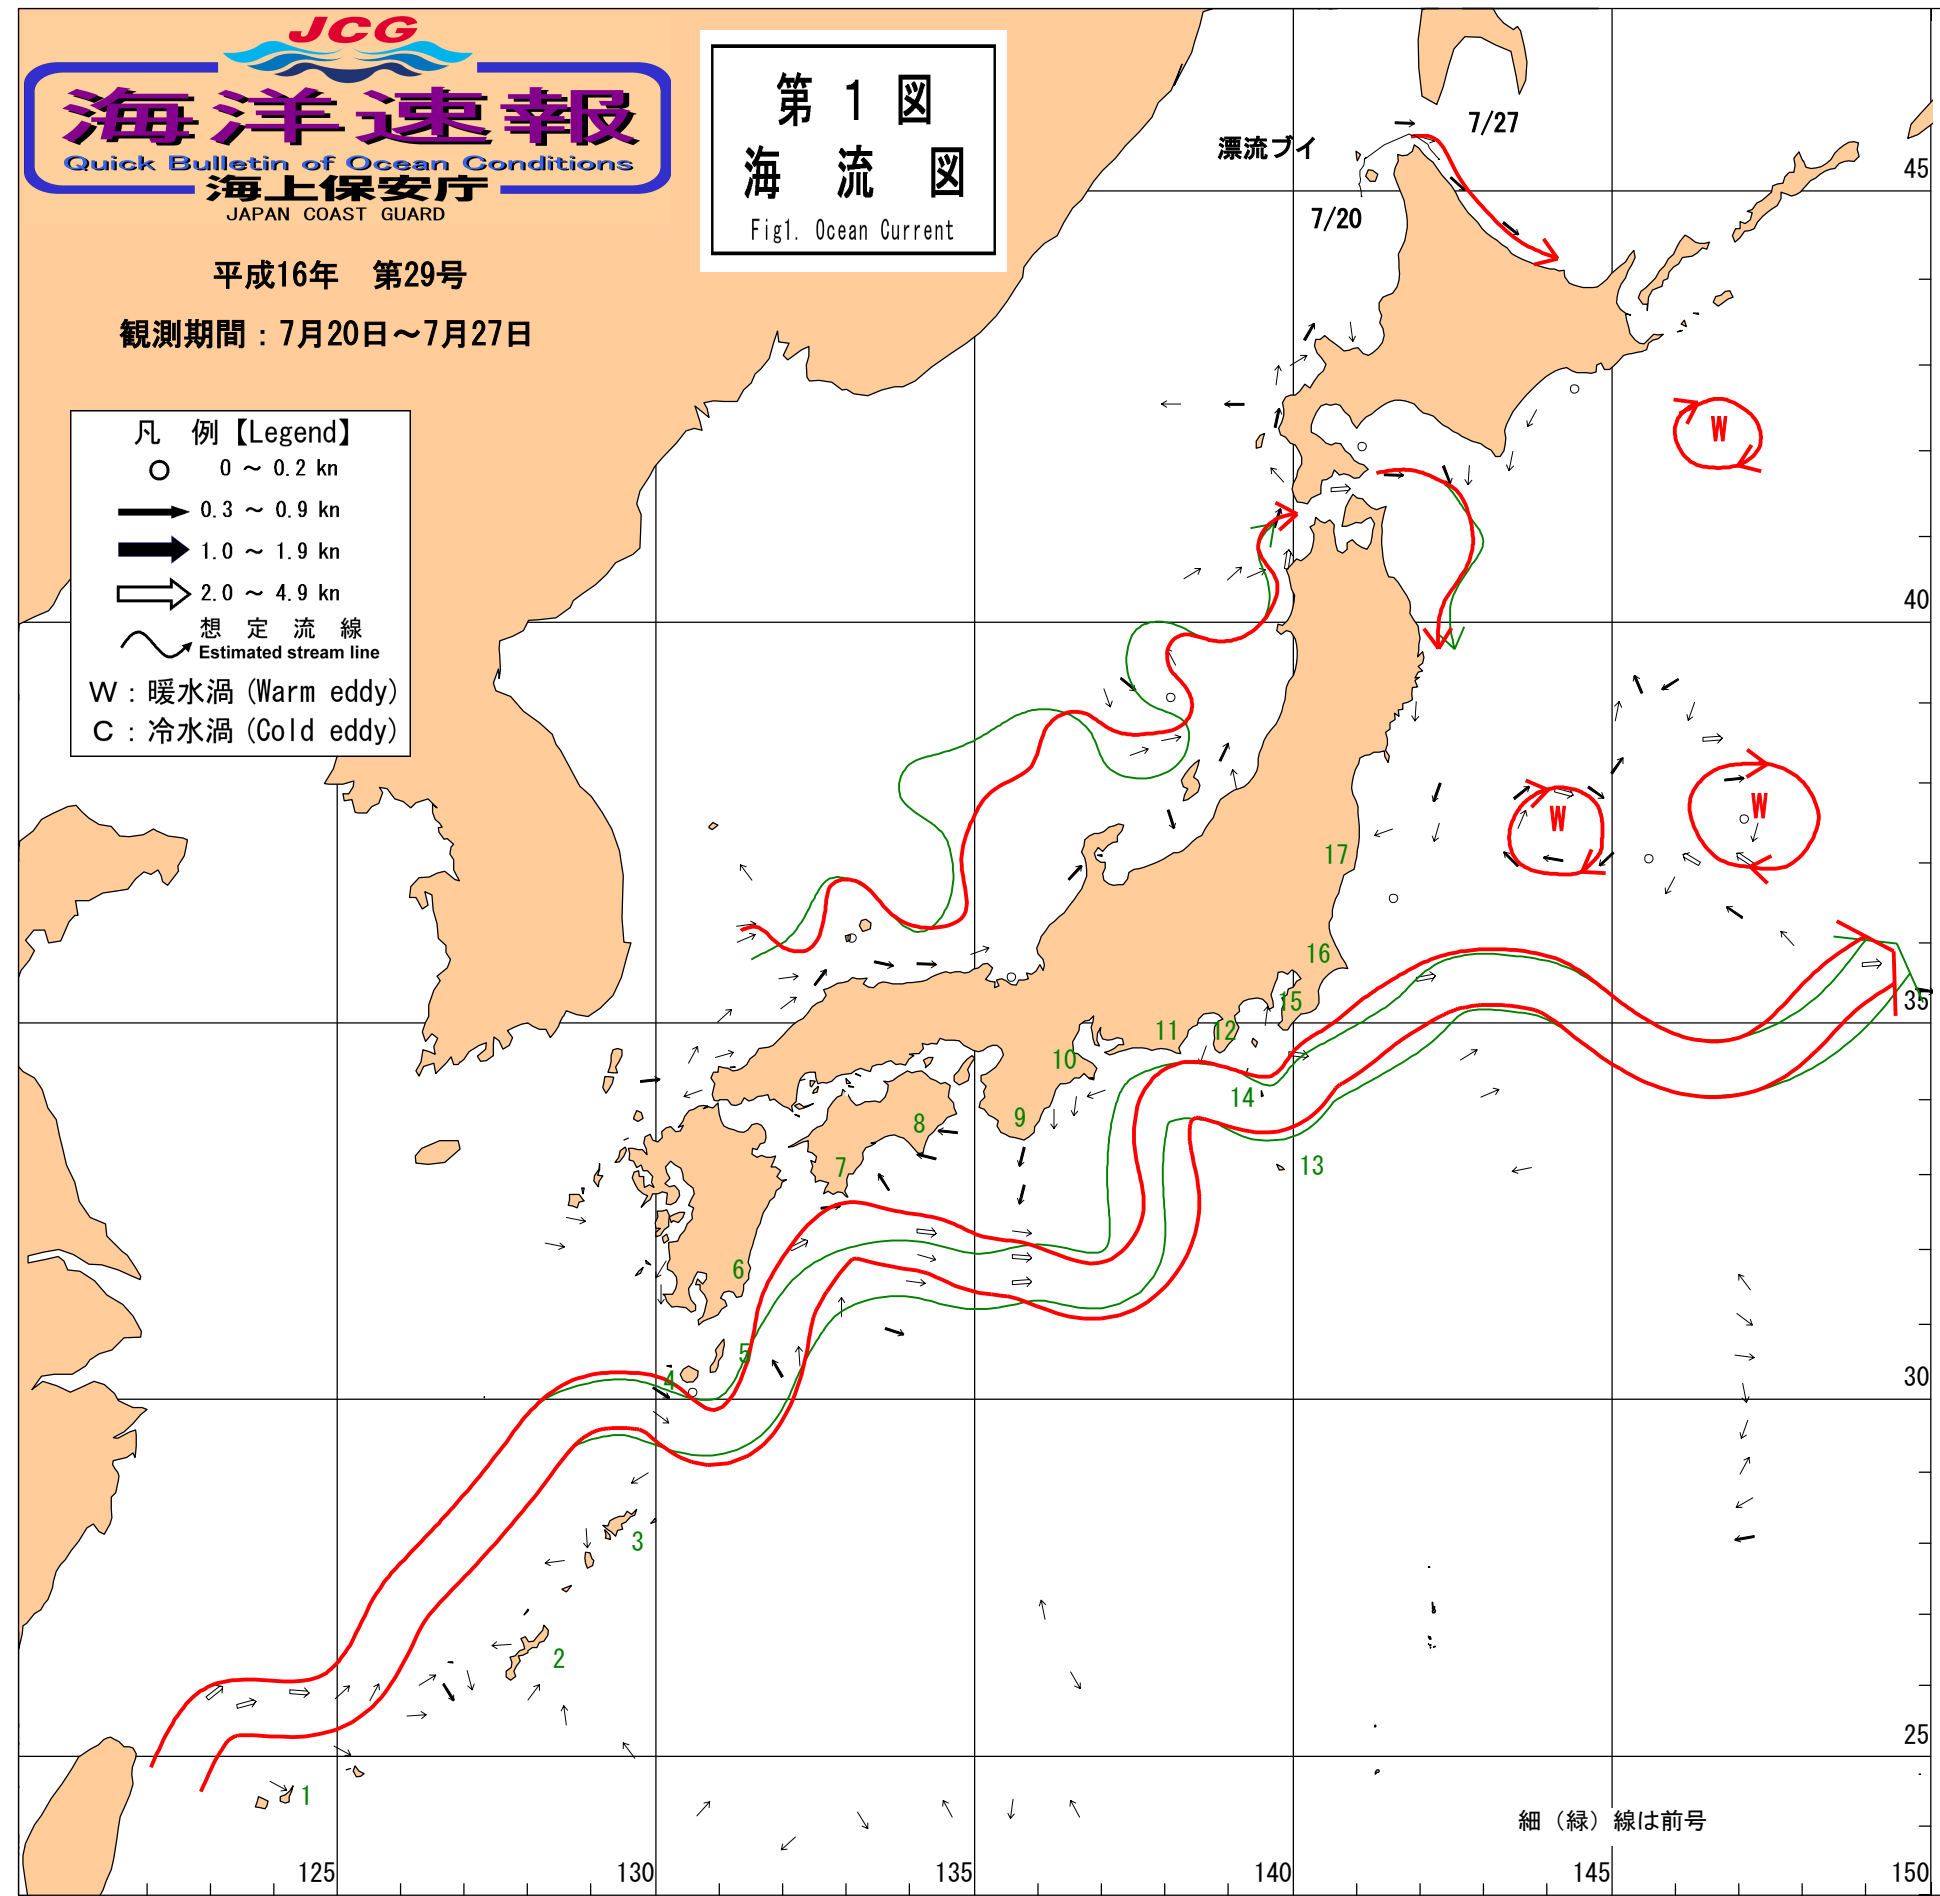 JCG
海洋速報
Quick Bulletin of Ocean Conditions
海上保安庁
JAPAN COAST GUARD
平成16年　第29号
観測期間：7月20日～7月27日
第 1 図
海 流 図
Fig1. Ocean Current
凡 例【Legend】
0 ～ 0.2 kn
0.3 ～ 0.9 kn
1.0 ～ 1.9 kn
2.0 ～ 4.9 kn
想 定 流 線
Estimated stream line
W：暖水渦(Warm eddy)
C：冷水渦(Cold eddy)
漂流ブイ
7/27
7/20
45
W
40
W
W
17
16
15
35
11
12
10
14
9
8
13
7
6
5
4
30
3
2
25
1
細（緑）線は前号
125
130
135
140
145
150